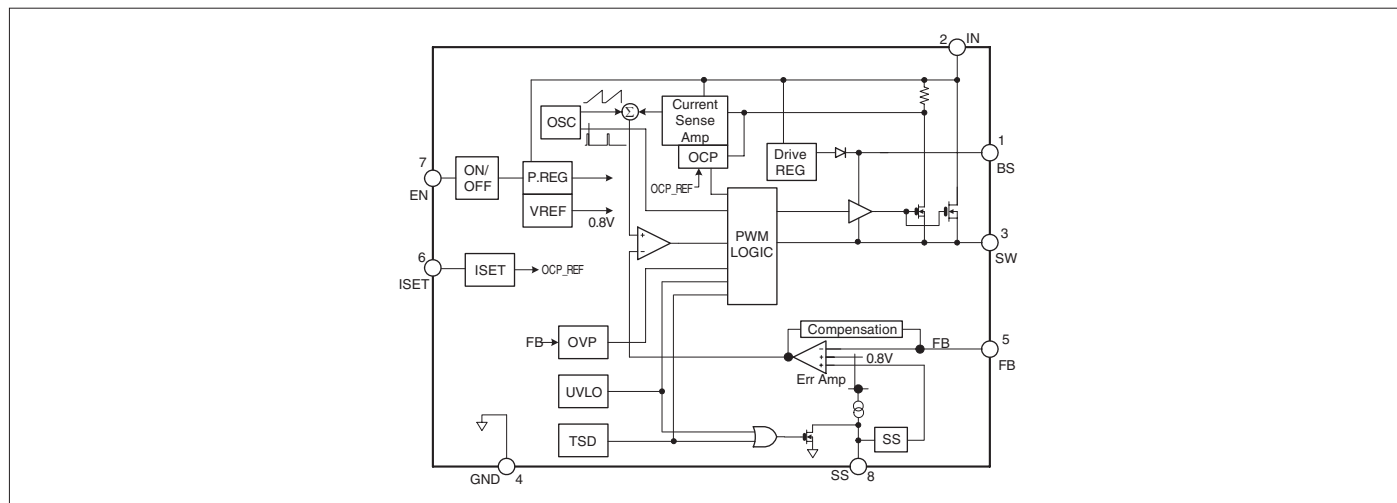 2 IN
OSC
Σ
Current
Sense
Amp
OCP
OCP_REF
Drive
REG
1
BS
7
EN
ON/
OFF
P.REG
VREF
0.8V
PWM
LOGIC
+
−
3
SW
6
ISET
ISET
OCP_REF
Compensation
FB
OVP
FB
5
FB
−
+
+
0.8V
Err Amp
UVLO
TSD
SS
GND 4
SS 8